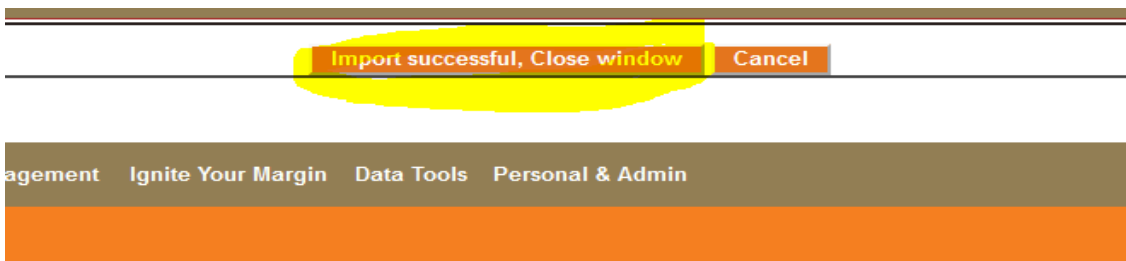 Import successful, Close window Cancel
agement Ignite Your Margin Data Tools Personal & Admin